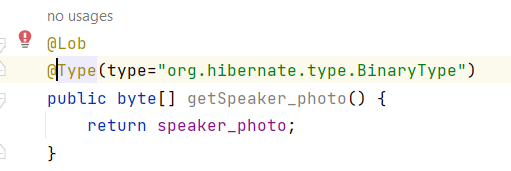 no usages
@Lob
@Type(type="org.hibernate.type.BinaryType")
public byte[] getSpeaker_photo() {
    return speaker_photo;
}